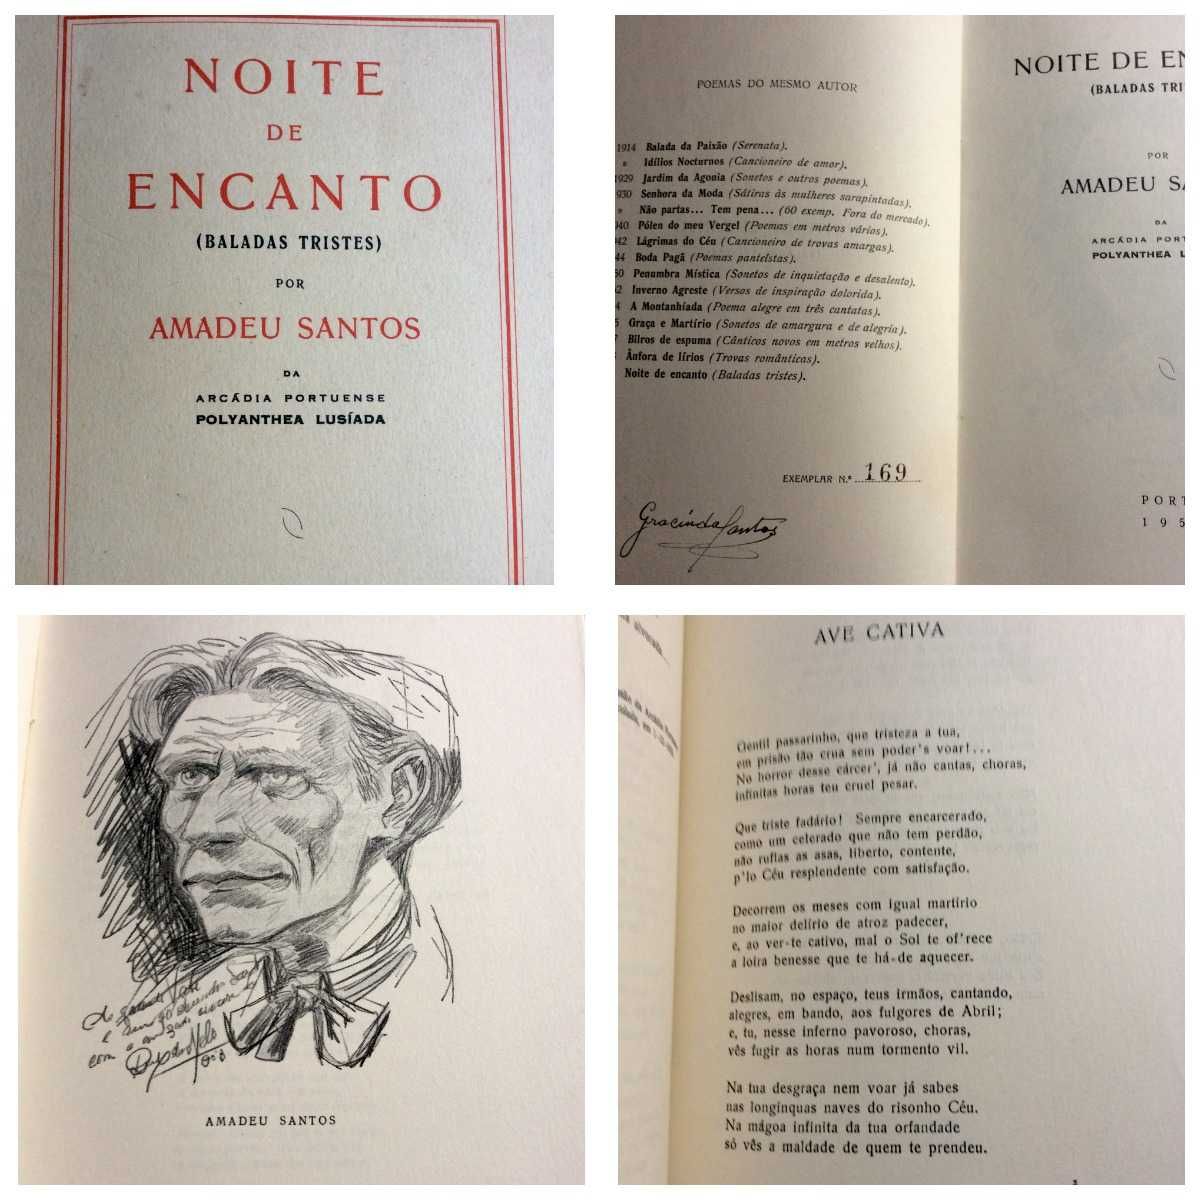 NOITE
DE
ENCANTO
(BALADAS TRISTES)
POR
AMADEU SANTOS
DA
ARCÁDIA PORTUENSE
POLYANTHEA LUSÍADA
POEMAS DO MESMO AUTOR
1914 Balada da Paixão (Serenata).
» Idílios Nocturnos (Cancioneiro de amor).
1929 Jardim da Agonia (Sonetos e outros poemas).
930 Senhora da Moda (Sátiras às mulheres sarapintadas).
» Não partas... Tem pena... (60 exemp. Fora do mercado).
940 Pólen do meu Vergel (Poemas em metros vários).
942 Lágrimas do Céu (Cancioneiro de trovas amargas).
44 Boda Pagã (Poemas panteístas).
50 Penumbra Mística (Sonetos de inquietação e desalento).
52 Inverno Agreste (Versos de inspiração dolorida).
4 A Montanhíada (Poema alegre em três cantatas).
Graça e Martírio (Sonetos de amargura e de alegria).
7 Bilros de espuma (Cânticos novos em metros velhos).
Ânfora de lírios (Trovas românticas).
Noite de encanto (Baladas tristes).
EXEMPLAR N.º 169
Gracinda Santos
NOITE DE EN
(BALADAS TRI
POR
AMADEU SA
DA
ARCÁDIA PORT
POLYANTHEA L
PORT
195
AMADEU SANTOS
AVE CATIVA
Gentil passarinho, que tristeza a tua,
em prisão tão crua sem poder's voar!...
No horror desse cárcer', já não cantas, choras,
infinitas horas teu cruel pesar.
Que triste fadário! Sempre encarcerado,
como um celerado que não tem perdão,
não ruflas as asas, liberto, contente,
p'lo Céu resplendente com satisfação.
Decorrem os meses com igual martírio
no maior delírio de atroz padecer,
e, ao ver-te cativo, mal o Sol te of'rece
a loira benesse que te há-de aquecer.
Deslisam, no espaço, teus irmãos, cantando,
alegres, em bando, aos fulgores de Abril;
e, tu, nesse inferno pavoroso, choras,
vês fugir as horas num tormento vil.
Na tua desgraça nem voar já sabes
nas longínquas naves do risonho Céu.
Na mágoa infinita da tua orfandade
só vês a maldade de quem te prendeu.